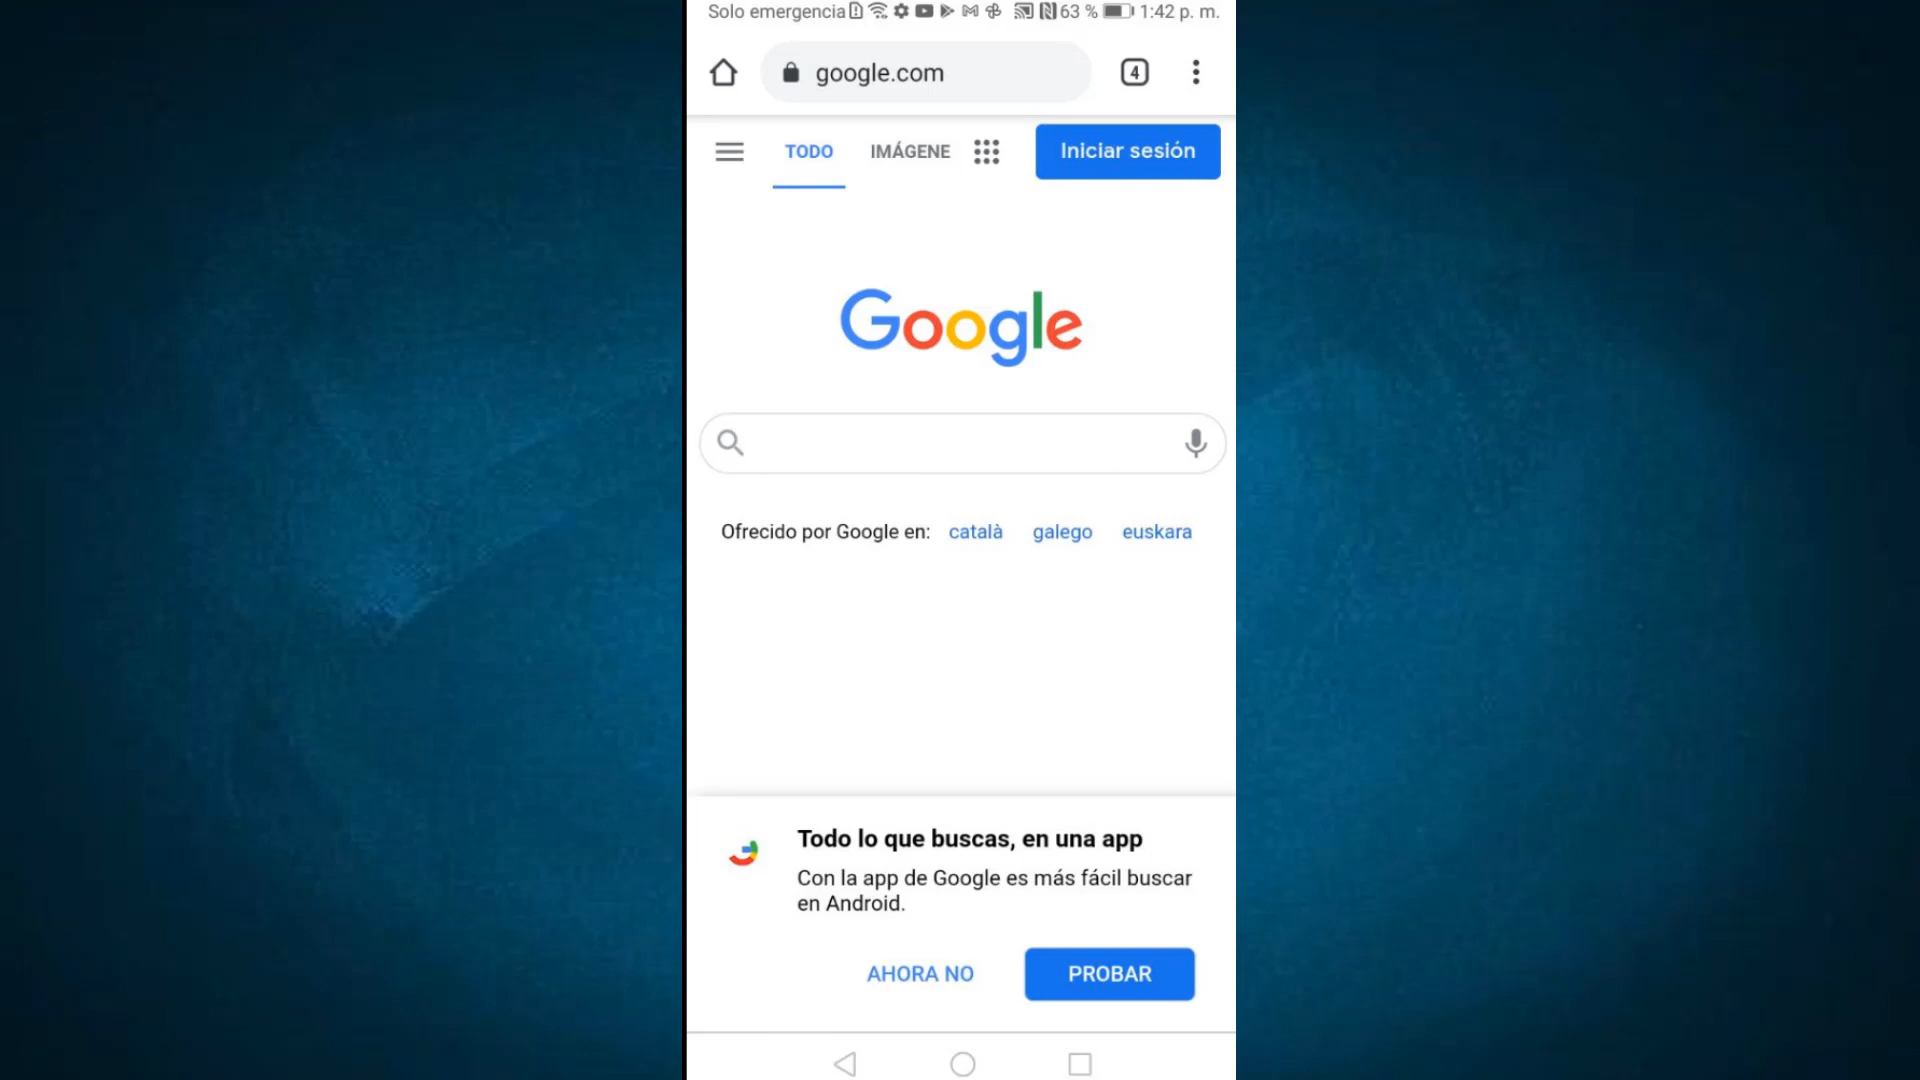 Solo emergencia 63 % 1:42 p. m.
google.com 4
TODO IMÁGENE Iniciar sesión
Google
Ofrecido por Google en: català galego euskara
Todo lo que buscas, en una app
Con la app de Google es más fácil buscar
en Android.
AHORA NO PROBAR